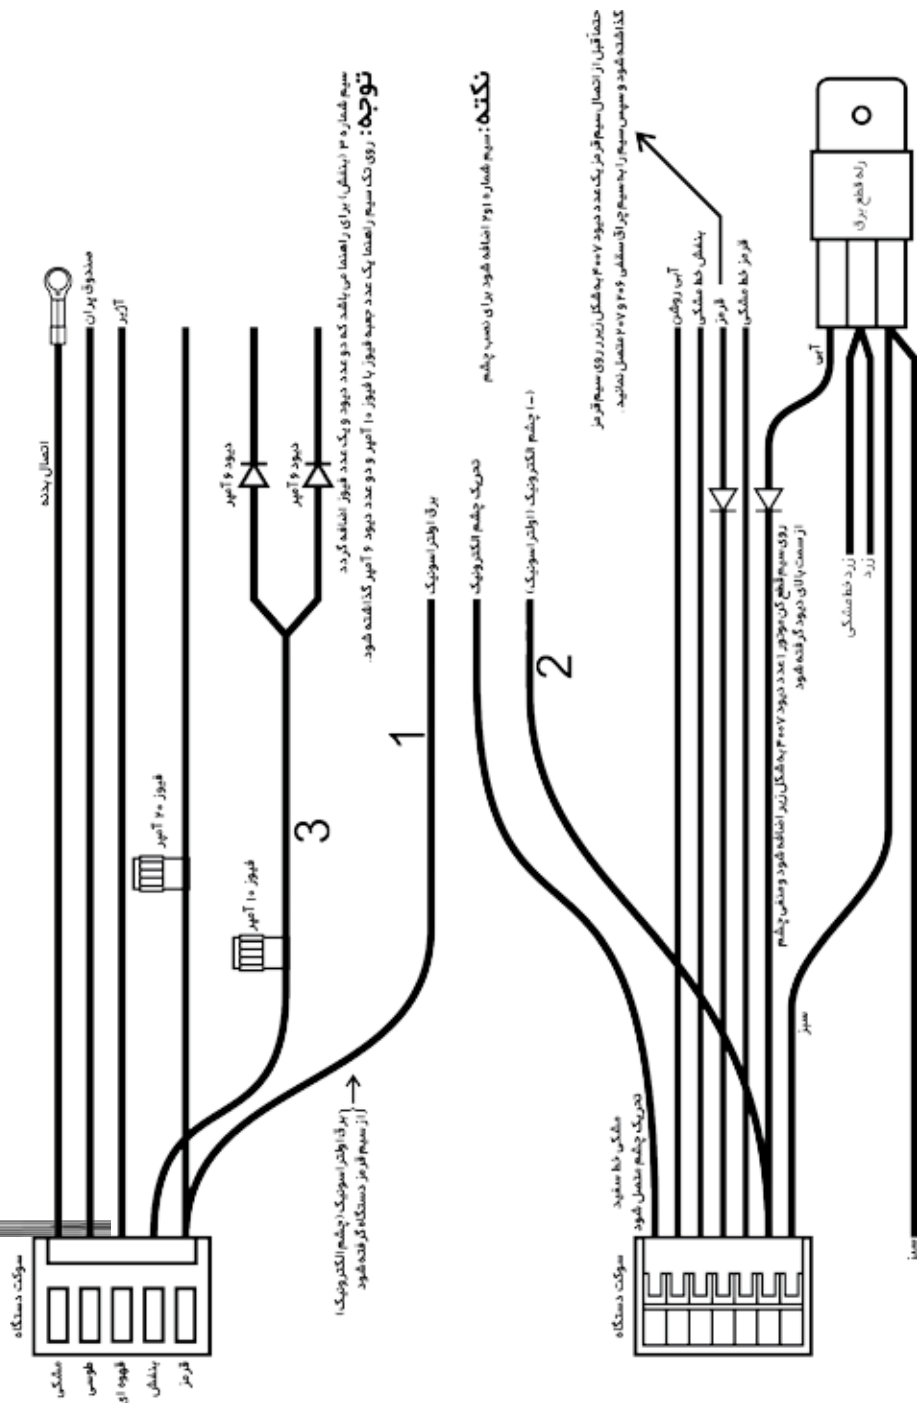 حتما قبل از اتصال سیم قرمز یک عدد دیود ۴۰۰۷ به شکل زیر روی سیم قرمز
گذاشته شود و سپس سیم را به سیم چراغ سقفی ۲۰۶ و ۲۰۷ متصل نمائید.
نکته: سیم شماره ۱ و ۲ اضافه شود برای نصب چشم
توجه: روی تک سیم راهنما یک عدد جعبه فیوز با فیوز ۱۰ آمپر و دو عدد دیود ۶ آمپر گذاشته شود.
سیم شماره ۳ (بنفش) برای راهنما می باشد که دو عدد دیود و یک عدد فیوز اضافه گردد
رله قطع برق
آبی
زرد خط مشکی
زرد
سبز
سبز
آبی روشن
بنفش خط مشکی
قرمز
قرمز خط مشکی
روی سیم قطع کن موتور ۱ عدد دیود ۴۰۰۷ به شکل زیر اضافه شود و منفی چشم
از سمت بالای دیود گرفته شود
(-) چشم الکترونیک (اولتراسونیک)
تحریک چشم الکترونیک
برق اولتراسونیک
1
2
3
اتصال بدنه
صندوق پران
آژیر
دیود ۶ آمپر
دیود ۶ آمپر
فیوز ۲۰ آمپر
فیوز ۱۰ آمپر
برق اولتراسونیک (چشم الکترونیک)
از سیم قرمز دستگاه گرفته شود
مشکی خط سفید
تحریک چشم متصل شود
سوکت دستگاه
سوکت دستگاه
مشکی
طوسی
قهوه ای
بنفش
قرمز